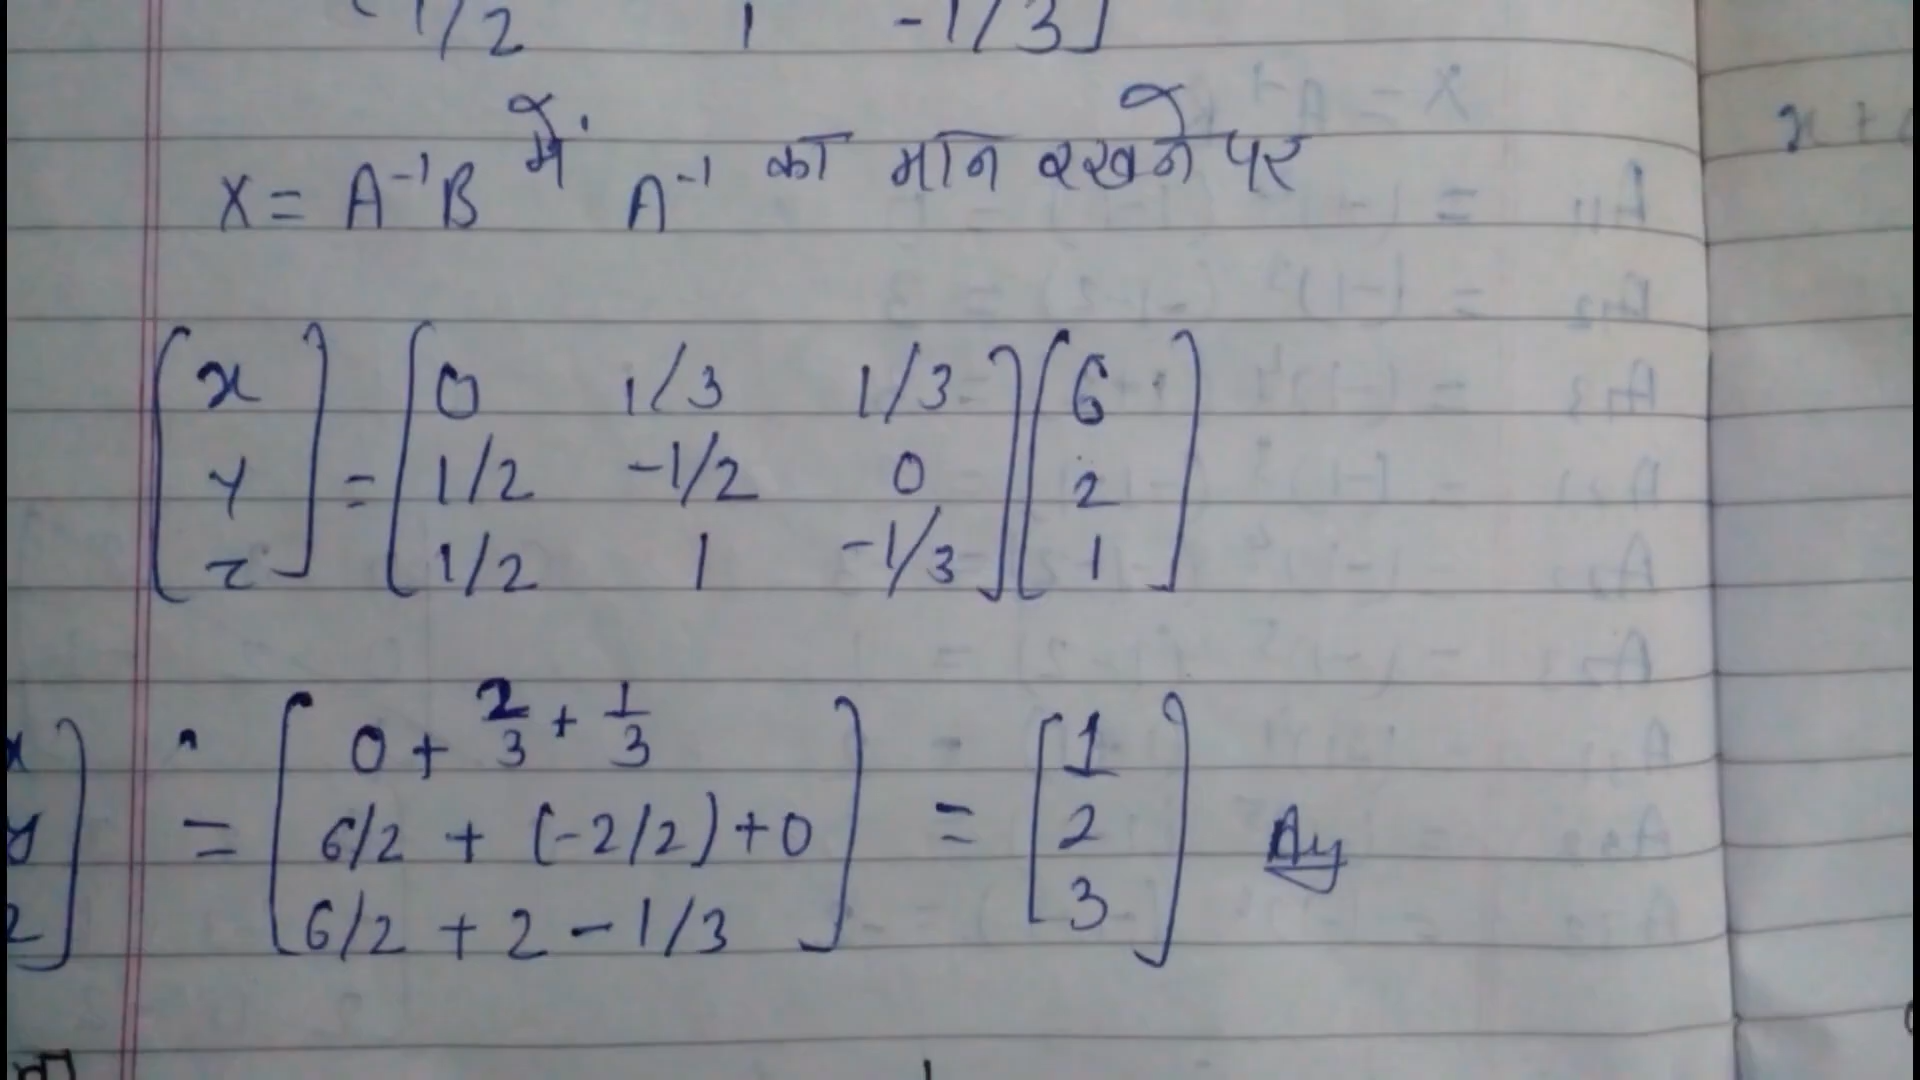 1/2 1 -1/3]
X = A⁻¹B में A⁻¹ का मान रखने पर
[x] = [0 1/3 1/3] [6]
[y] [1/2 -1/2 0] [2]
[z] [1/2 1 -1/3] [1]
[x] = [0 + 2/3 + 1/3] = [1]
[y] [6/2 + (-2/2) + 0] [2]
[z] [6/2 + 2 - 1/3] [3]